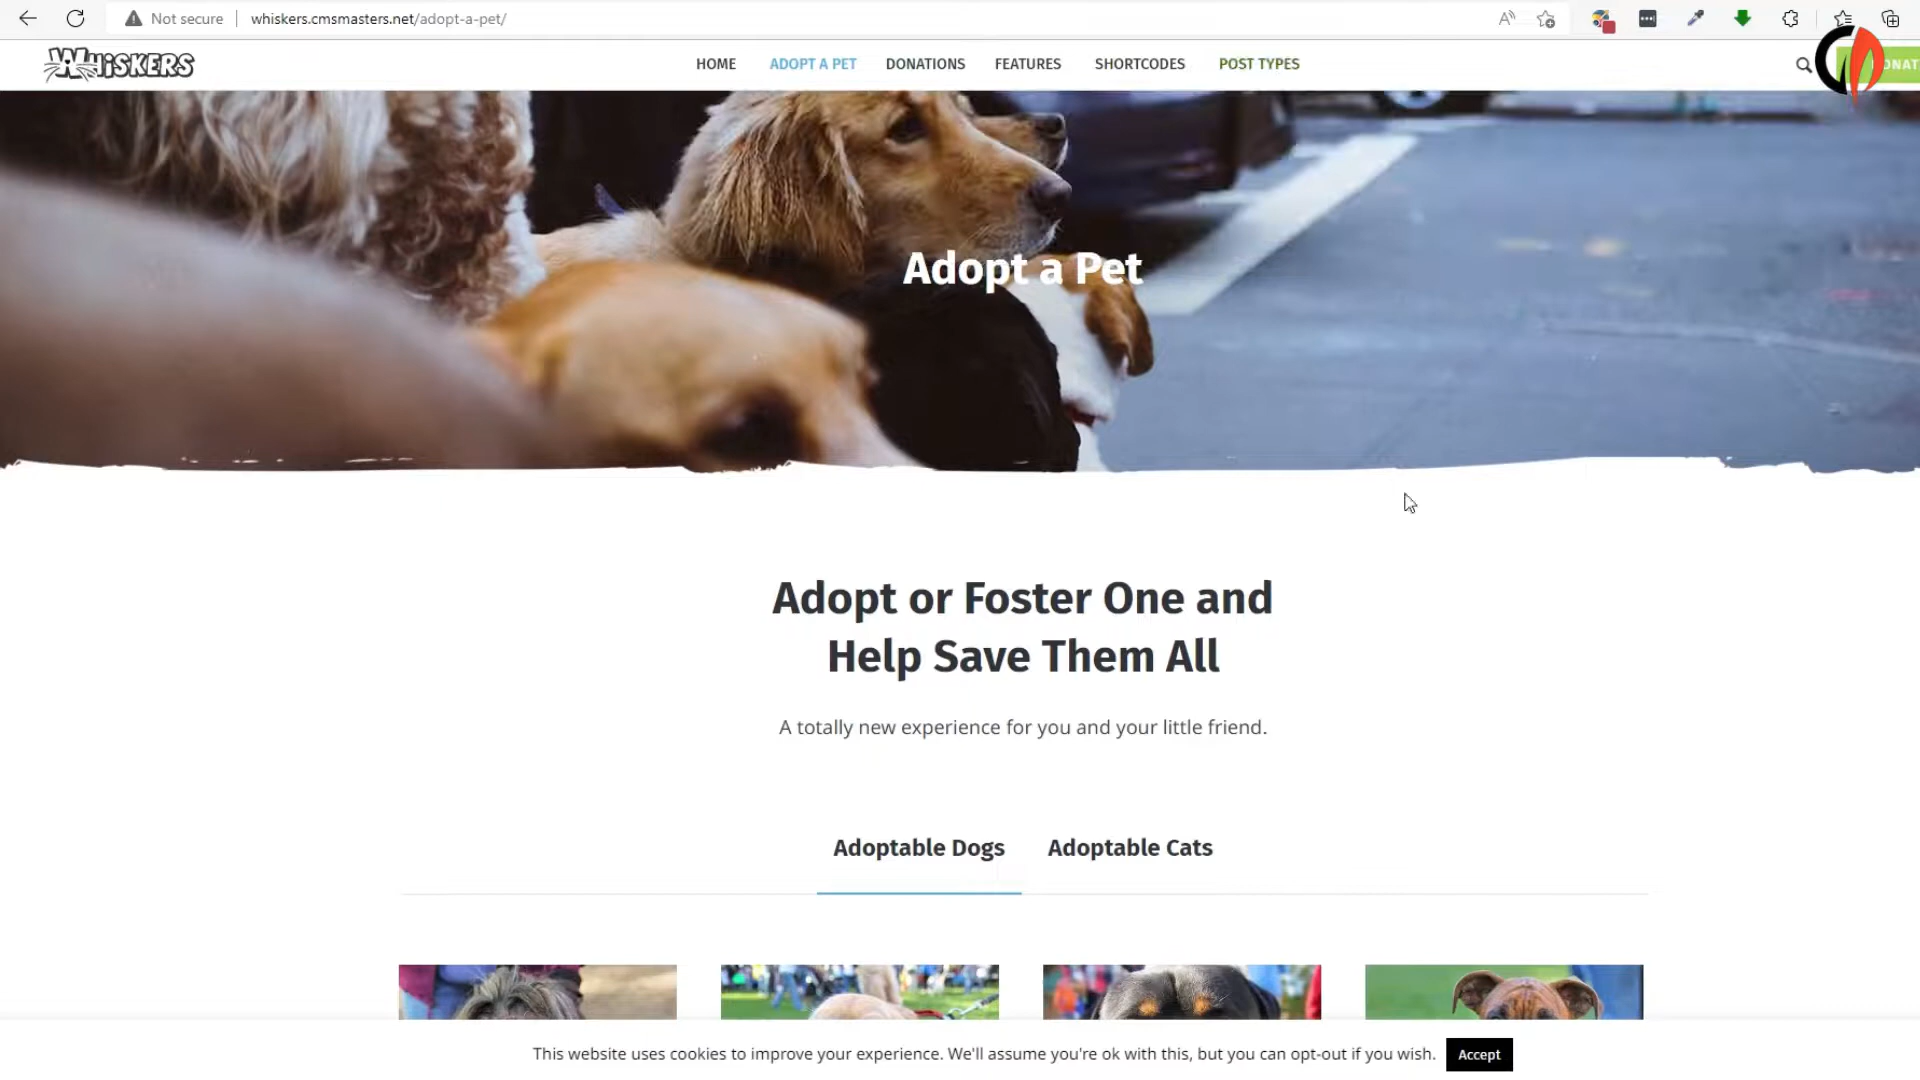 Not secure
whiskers.cmsmasters.net/adopt-a-pet/
WHISKERS
HOME
ADOPT A PET
DONATIONS
FEATURES
SHORTCODES
POST TYPES
Adopt a Pet
Adopt or Foster One and
Help Save Them All
A totally new experience for you and your little friend.
Adoptable Dogs
Adoptable Cats
This website uses cookies to improve your experience. We'll assume you're ok with this, but you can opt-out if you wish.
Accept